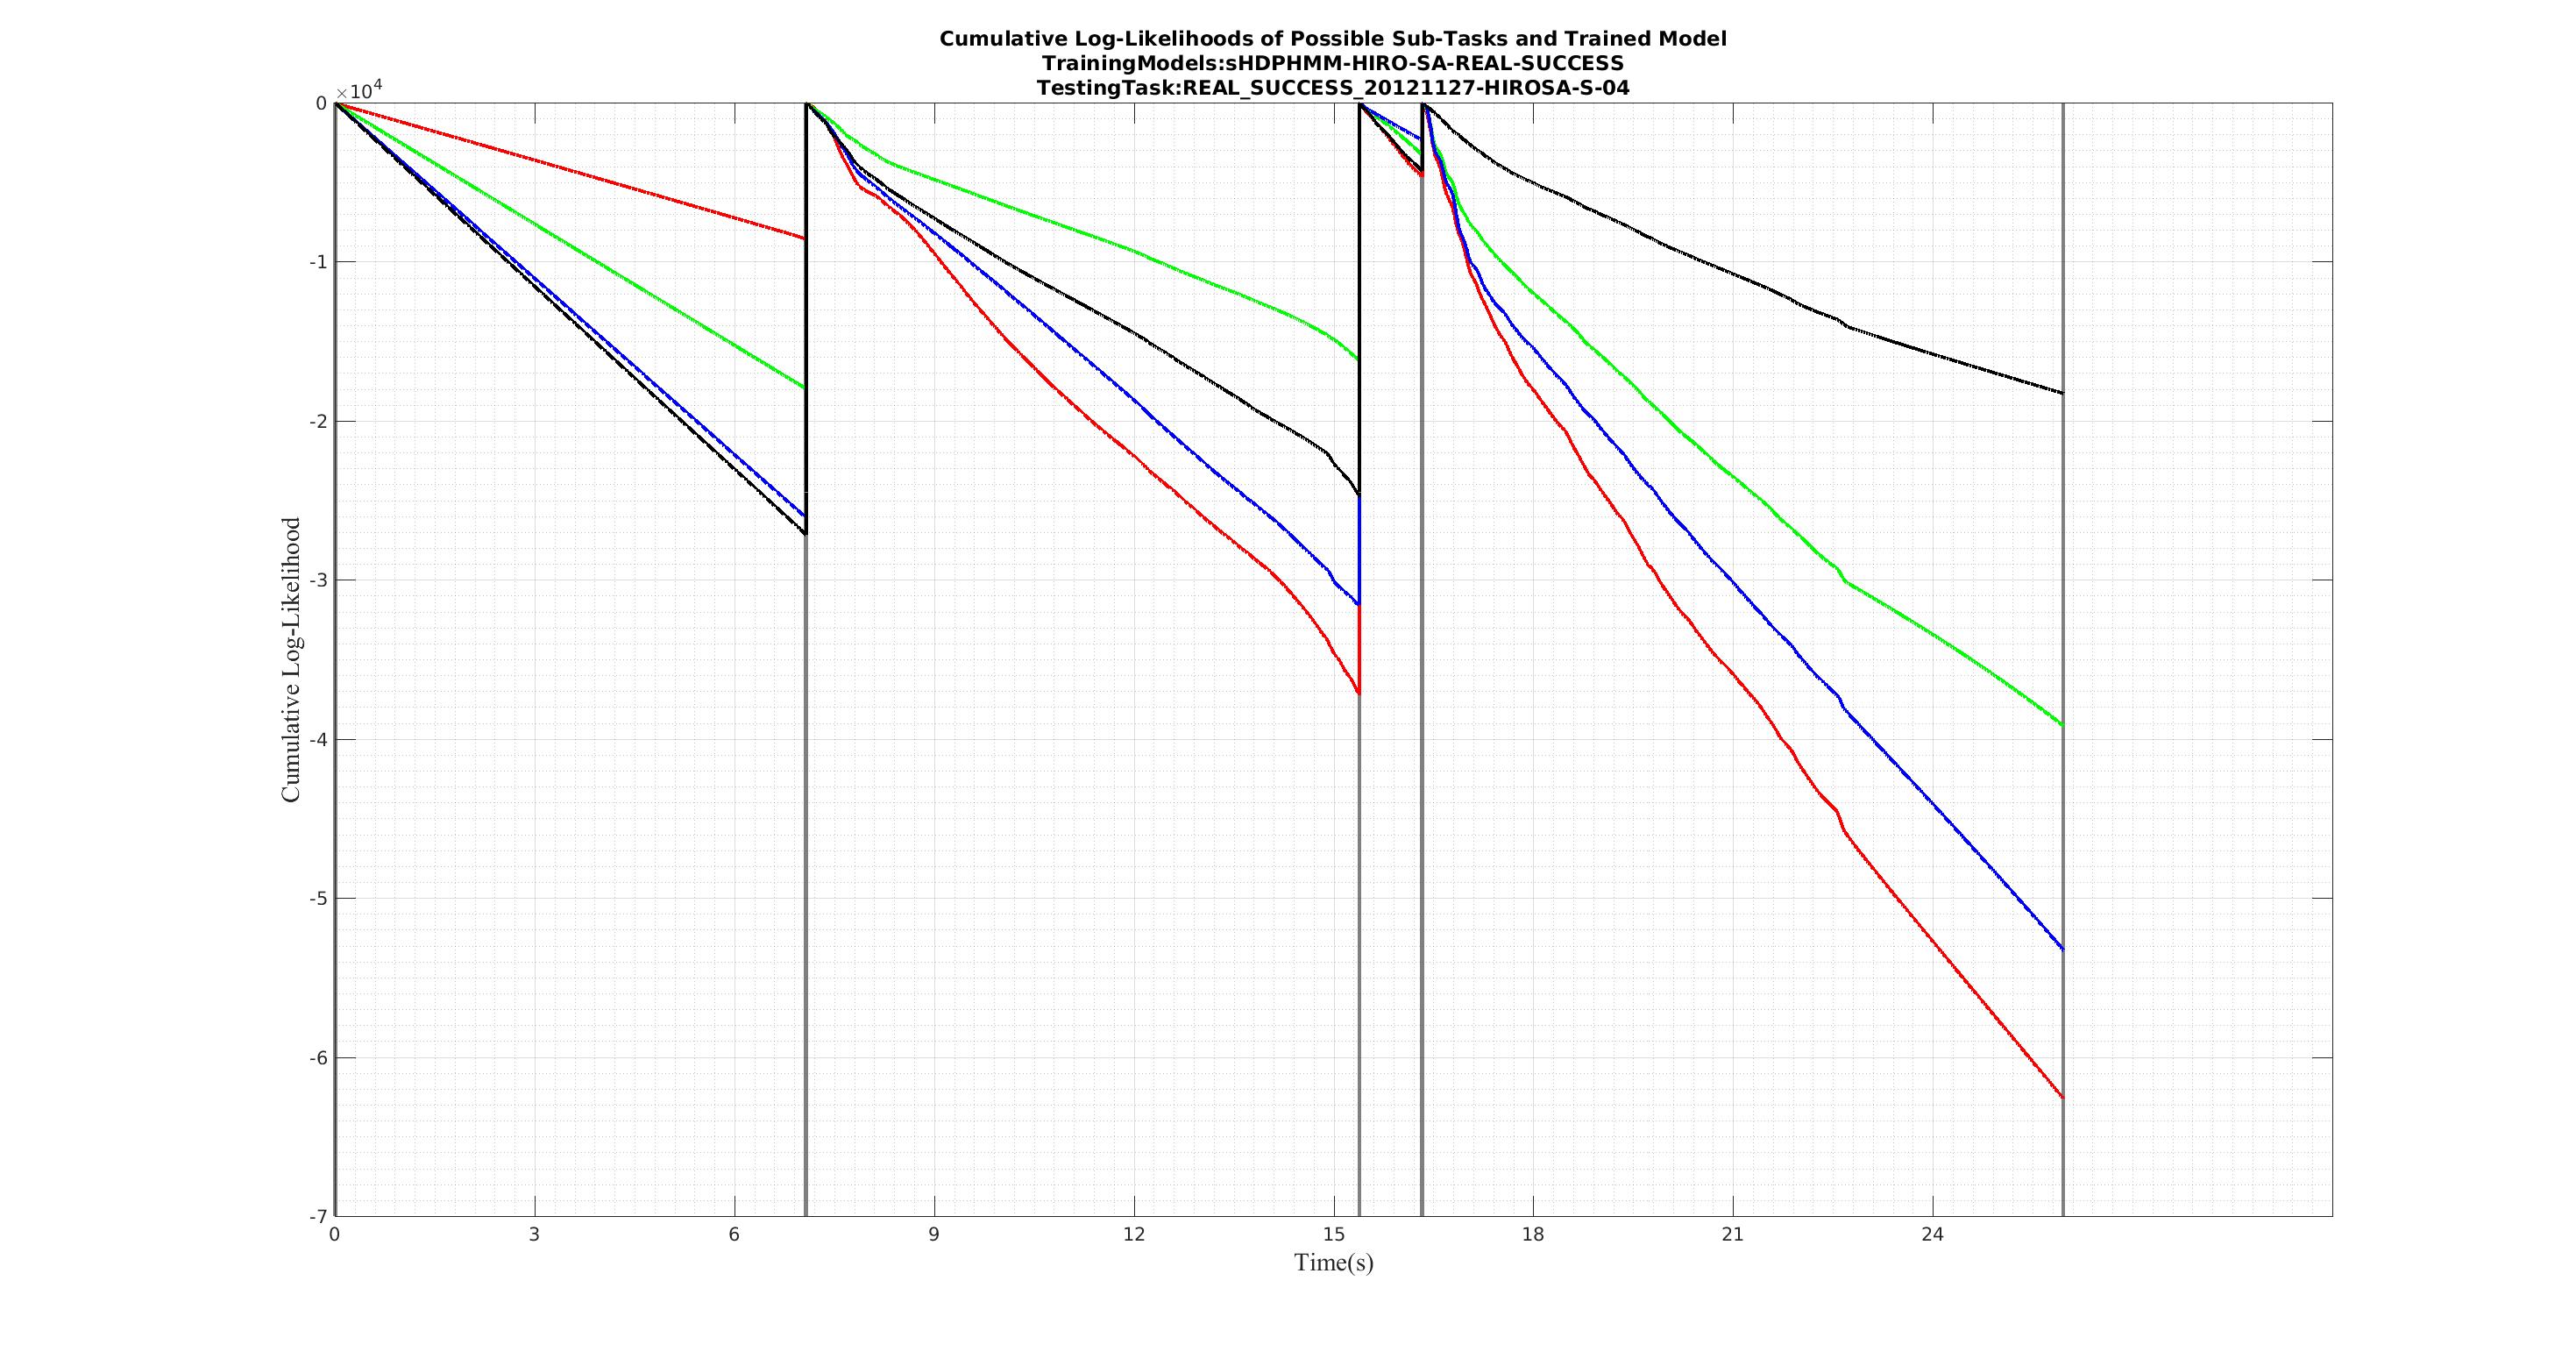 Cumulative Log-Likelihoods of Possible Sub-Tasks and Trained Model
TrainingModels:sHDPHMM-HIRO-SA-REAL-SUCCESS
TestingTask:REAL_SUCCESS_20121127-HIROSA-S-04
×10⁴
0
-1
-2
-3
-4
-5
-6
-7
Cumulative Log-Likelihood
0 3 6 9 12 15 18 21 24
Time(s)